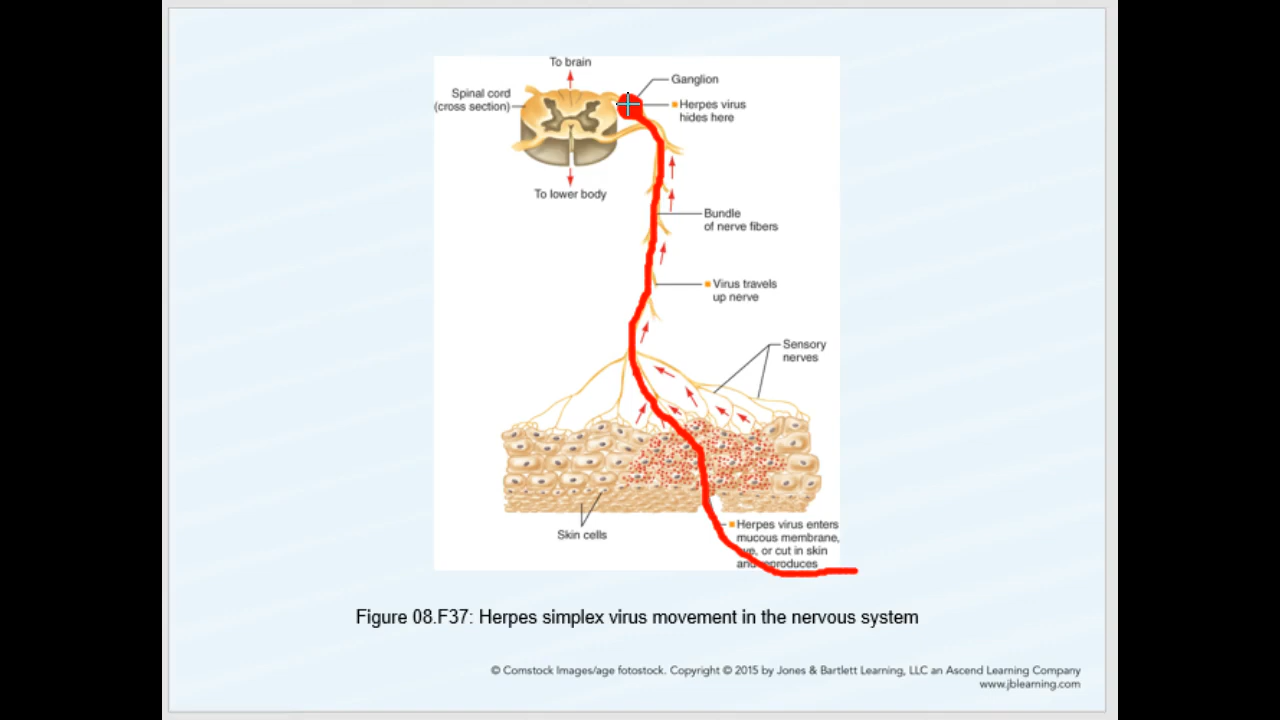 To brain
Ganglion
Spinal cord
(cross section)
Herpes virus
hides here
To lower body
Bundle
of nerve fibers
Virus travels
up nerve
Sensory
nerves
Skin cells
Herpes virus enters
mucous membrane,
or cut in skin
Figure 08.F37: Herpes simplex virus movement in the nervous system
© Comstock Images/age fotostock. Copyright © 2015 by Jones & Bartlett Learning, LLC an Ascend Learning Company
www.jblearning.com